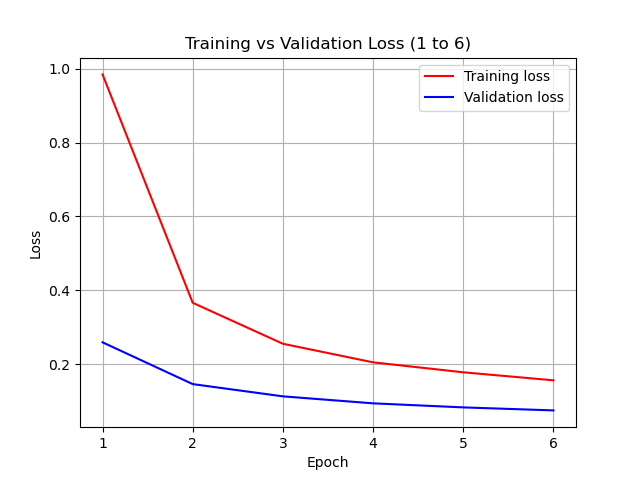 Training vs Validation Loss (1 to 6)
Training loss
Validation loss
Loss
1.0
0.8
0.6
0.4
0.2
1 2 3 4 5 6
Epoch